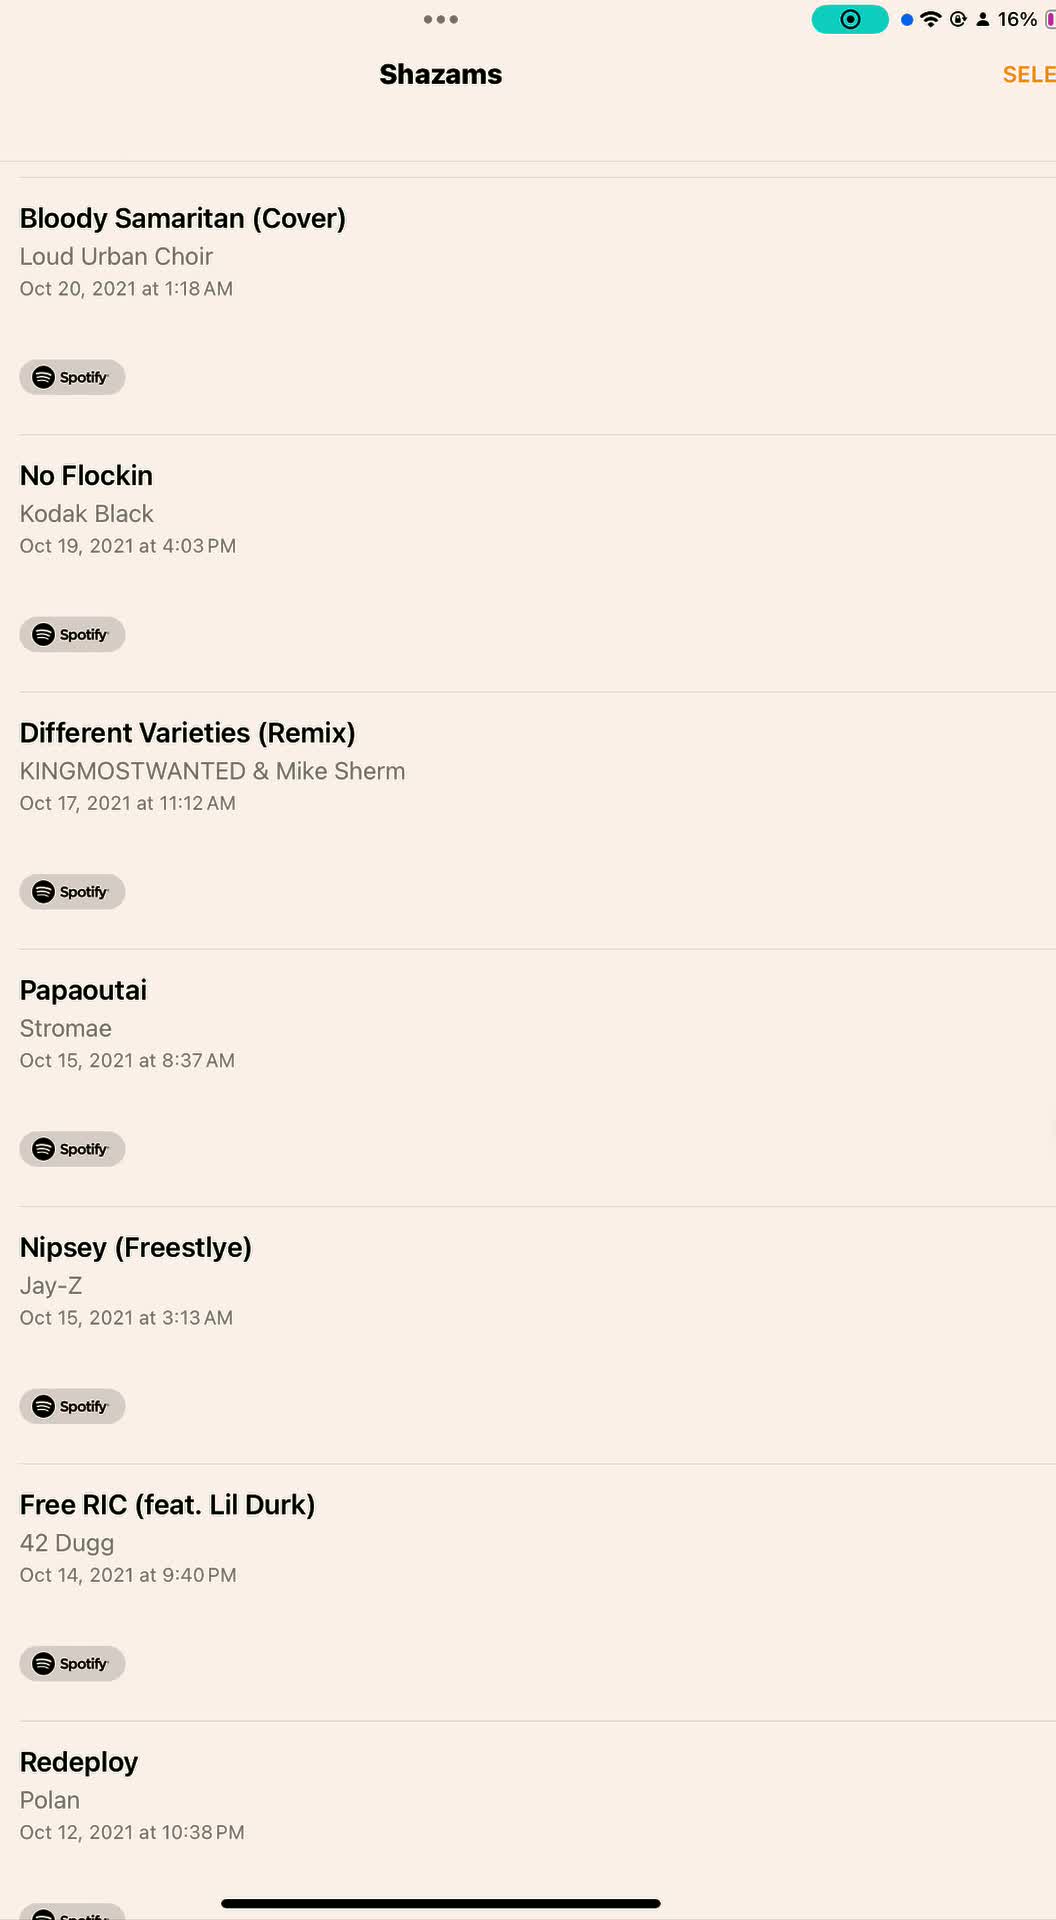 •••
16%
Shazams
SELE
Bloody Samaritan (Cover)
Loud Urban Choir
Oct 20, 2021 at 1:18 AM
Spotify
No Flockin
Kodak Black
Oct 19, 2021 at 4:03 PM
Spotify
Different Varieties (Remix)
KINGMOSTWANTED & Mike Sherm
Oct 17, 2021 at 11:12 AM
Spotify
Papaoutai
Stromae
Oct 15, 2021 at 8:37 AM
Spotify
Nipsey (Freestlye)
Jay-Z
Oct 15, 2021 at 3:13 AM
Spotify
Free RIC (feat. Lil Durk)
42 Dugg
Oct 14, 2021 at 9:40 PM
Spotify
Redeploy
Polan
Oct 12, 2021 at 10:38 PM
Spotify